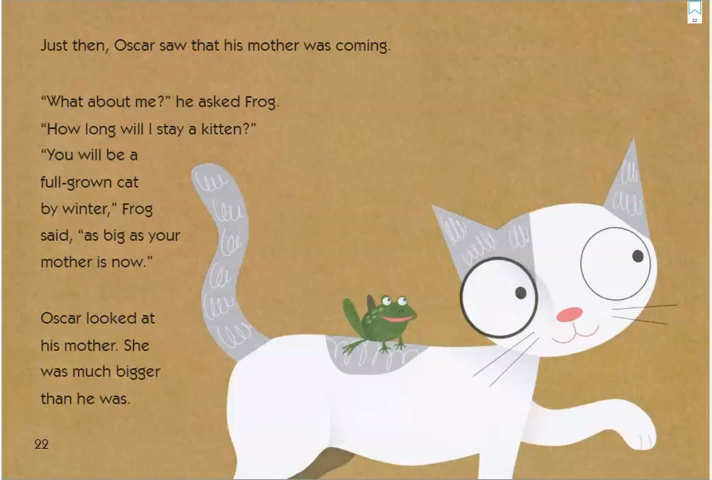 Just then, Oscar saw that his mother was coming.
“What about me?” he asked Frog.
“How long will I stay a kitten?”
“You will be a
full-grown cat
by winter,” Frog
said, “as big as your
mother is now.”
Oscar looked at
his mother. She
was much bigger
than he was.
22